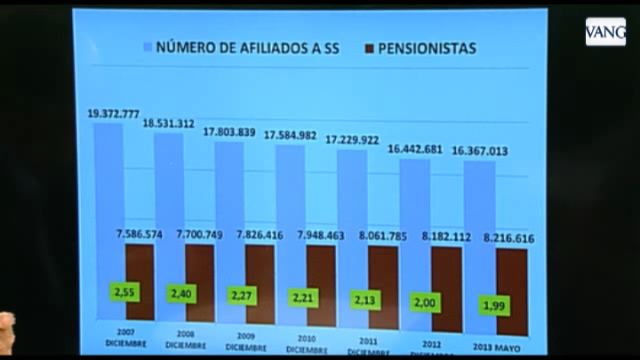 VANG
NÚMERO DE AFILIADOS A SS PENSIONISTAS
19.372.777 18.531.312 17.803.839 17.584.982 17.229.922 16.442.681 16.367.013
7.586.574 7.700.749 7.826.416 7.948.463 8.061.785 8.182.112 8.216.616
2,55 2,40 2,27 2,21 2,13 2,00 1,99
2007 2008 2009 2010 2011 2012 2013 MAYO
DICIEMBRE DICIEMBRE DICIEMBRE DICIEMBRE DICIEMBRE